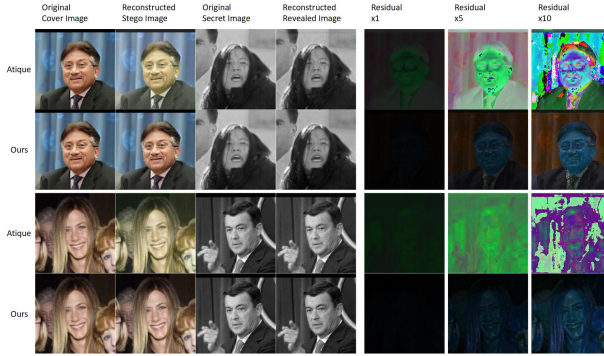 Original
Cover Image
Reconstructed
Stego Image
Original
Secret Image
Reconstructed
Revealed Image
Residual
x1
Residual
x5
Residual
x10
Atique
Ours
Atique
Ours